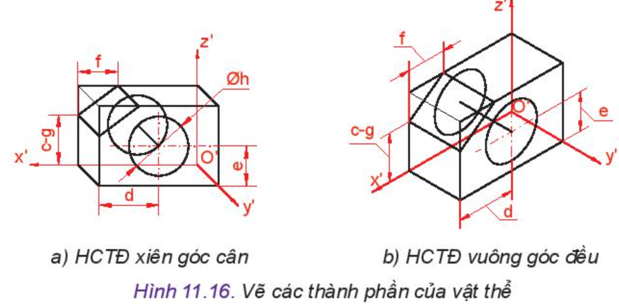 z'
f
Øh
c-g
x'
O'
e
d
y'
z'
f
c-g
O'
e
x'
y'
d
a) HCTĐ xiên góc cân
b) HCTĐ vuông góc đều
Hình 11.16. Vẽ các thành phần của vật thể